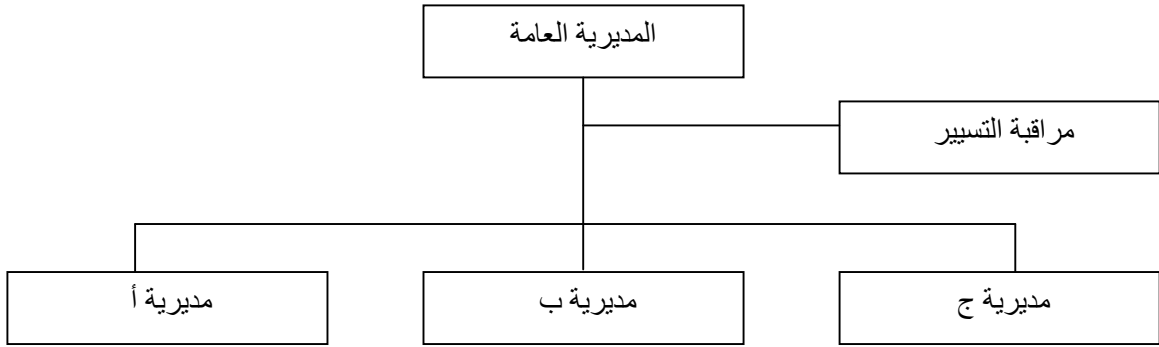 المديرية العامة
مراقبة التسيير
مديرية ج
مديرية ب
مديرية أ